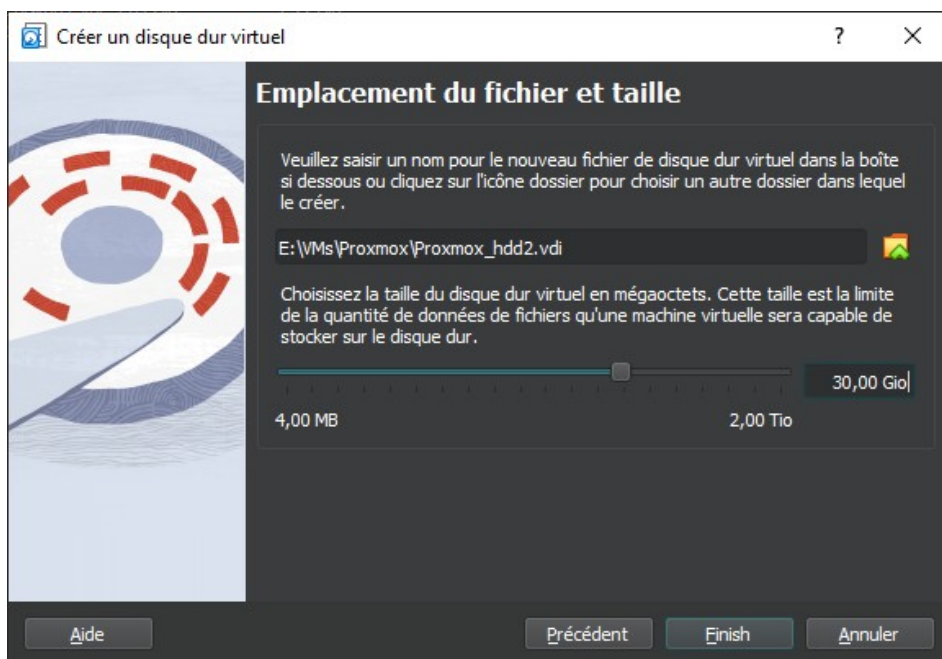 Créer un disque dur virtuel
?
Emplacement du fichier et taille
Veuillez saisir un nom pour le nouveau fichier de disque dur virtuel dans la boîte
si dessous ou cliquez sur l'icône dossier pour choisir un autre dossier dans lequel
le créer.
E:\VMs\Proxmox\Proxmox_hdd2.vdi
Choisissez la taille du disque dur virtuel en mégaoctets. Cette taille est la limite
de la quantité de données de fichiers qu'une machine virtuelle sera capable de
stocker sur le disque dur.
30,00 Gio
4,00 MB 2,00 Tio
Aide Précédent Finish Annuler